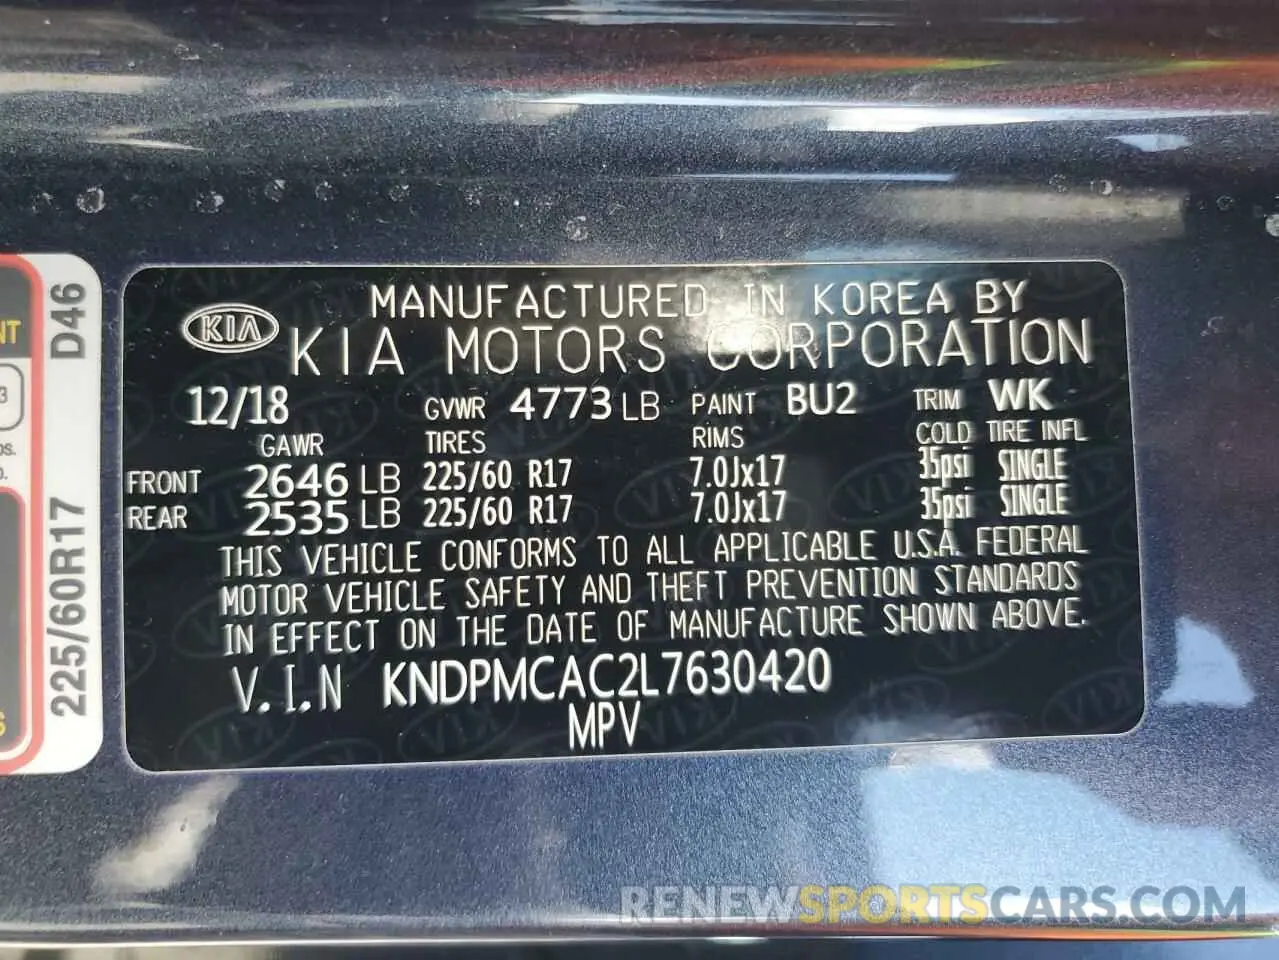 MANUFACTURED IN KOREA BY
KIA KIA MOTORS CORPORATION
12/18 GVWR 4773 LB PAINT BU2 TRIM WK
GAWR TIRES RIMS COLD TIRE INFL
FRONT 2646 LB 225/60 R17 7.0Jx17 35psi SINGLE
REAR 2535 LB 225/60 R17 7.0Jx17 35psi SINGLE
THIS VEHICLE CONFORMS TO ALL APPLICABLE U.S.A. FEDERAL
MOTOR VEHICLE SAFETY AND THEFT PREVENTION STANDARDS
IN EFFECT ON THE DATE OF MANUFACTURE SHOWN ABOVE.
V.I.N KNDPMCAC2L7630420
MPV
225/60R17 D46
RENEWSPORTSCARS.COM